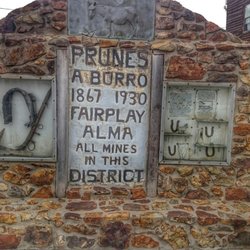 PRUNES
A BURRO
1867 1930
FAIRPLAY
ALMA
ALL MINES
IN THIS
DISTRICT